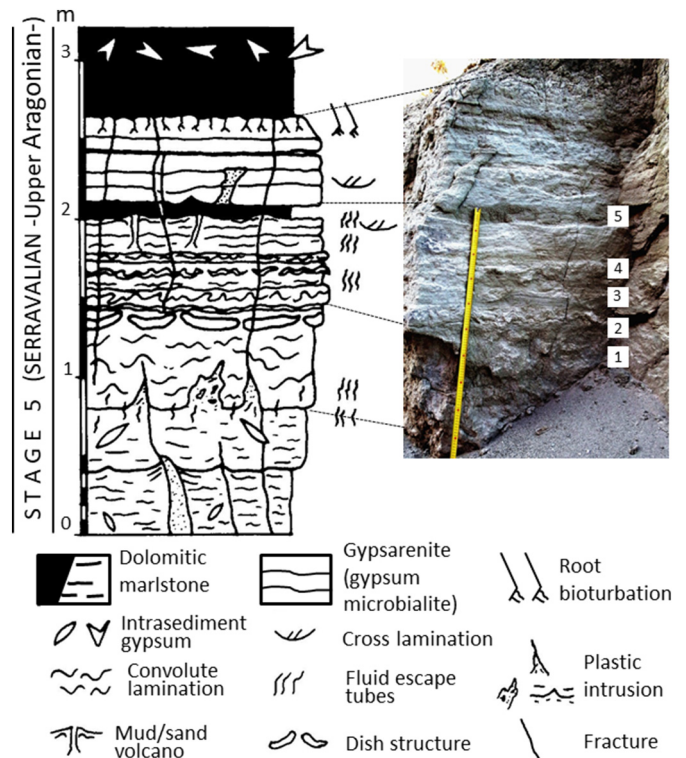 m
3
2
1
0
STAGE 5 (SERRAVALIAN -Upper Aragonian-)
5
4
3
2
1
Dolomitic
marlstone
Gypsarenite
(gypsum
microbialite)
Root
bioturbation
Intrasediment
gypsum
Cross lamination
Convolute
lamination
Fluid escape
tubes
Plastic
intrusion
Mud/sand
volcano
Dish structure
Fracture